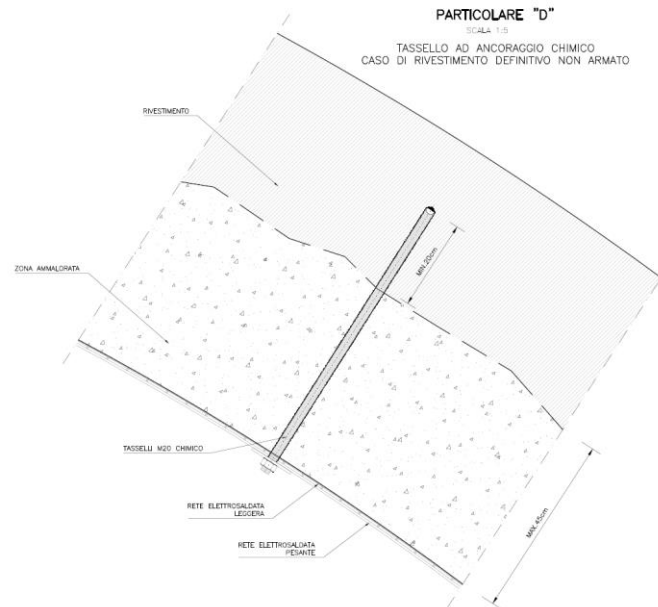 PARTICOLARE "D"
SCALA 1:5
TASSELLO AD ANCORAGGIO CHIMICO
CASO DI RIVESTIMENTO DEFINITIVO NON ARMATO
RIVESTIMENTO
MIN.20cm
ZONA AMMALORATA
TASSELLI M20 CHIMICO
RETE ELETTROSALDATA
LEGGERA
RETE ELETTROSALDATA
PESANTE
MAX.45cm